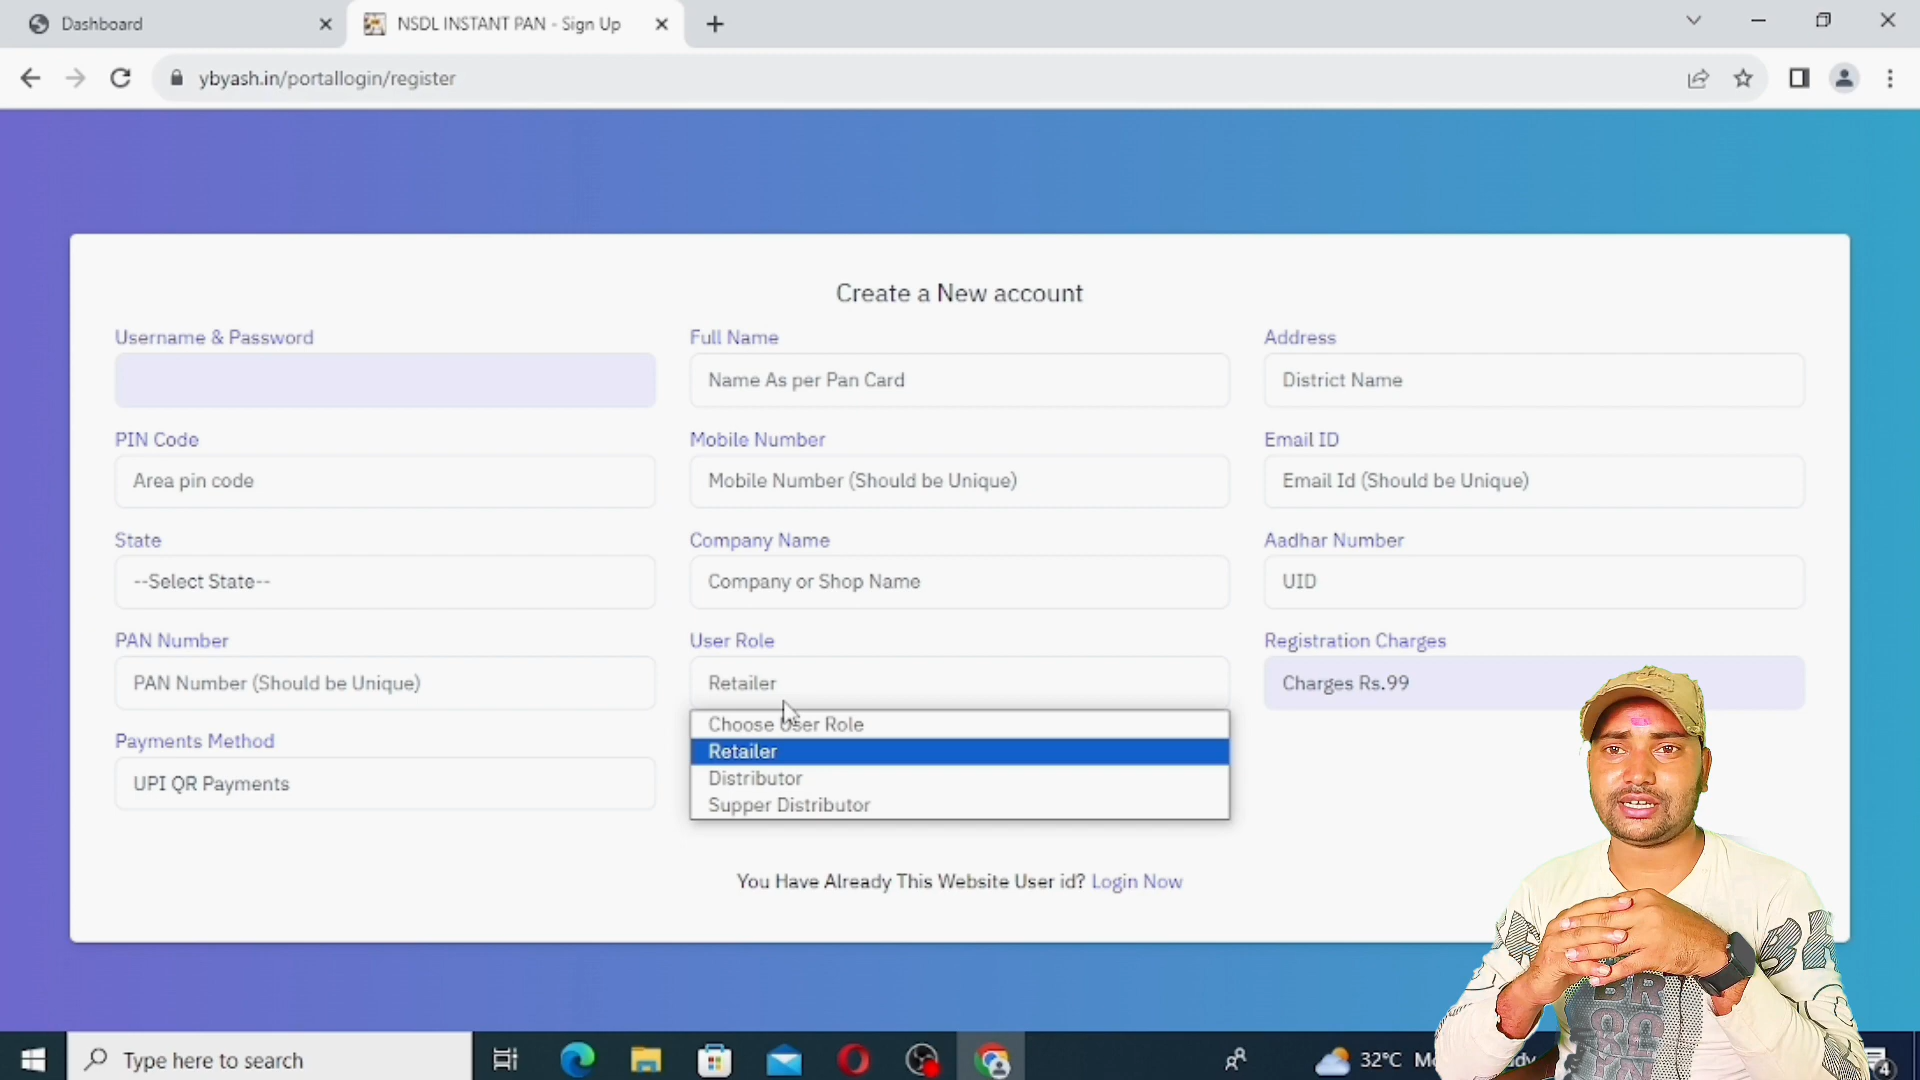 Dashboard
NSDL INSTANT PAN - Sign Up
ybyash.in/portallogin/register
Create a New account
Username & Password
Full Name
Address
Name As per Pan Card
District Name
PIN Code
Mobile Number
Email ID
Area pin code
Mobile Number (Should be Unique)
Email Id (Should be Unique)
State
Company Name
Aadhar Number
--Select State--
Company or Shop Name
UID
PAN Number
User Role
Registration Charges
PAN Number (Should be Unique)
Retailer
Charges Rs.99
Choose User Role
Payments Method
Retailer
UPI QR Payments
Distributor
Supper Distributor
You Have Already This Website User id? Login Now
Type here to search
32°C
4